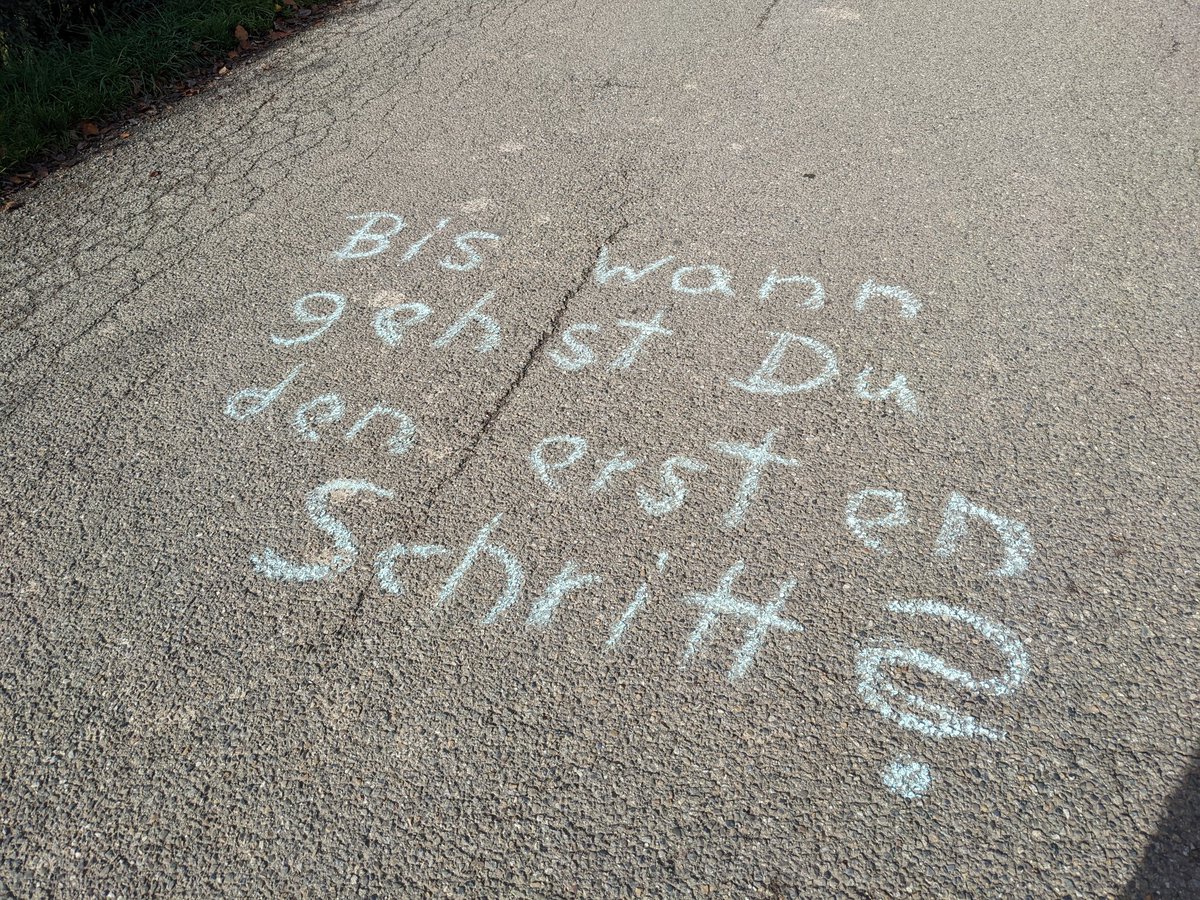 Bis wann
gehst Du
den ersten
Schritt?